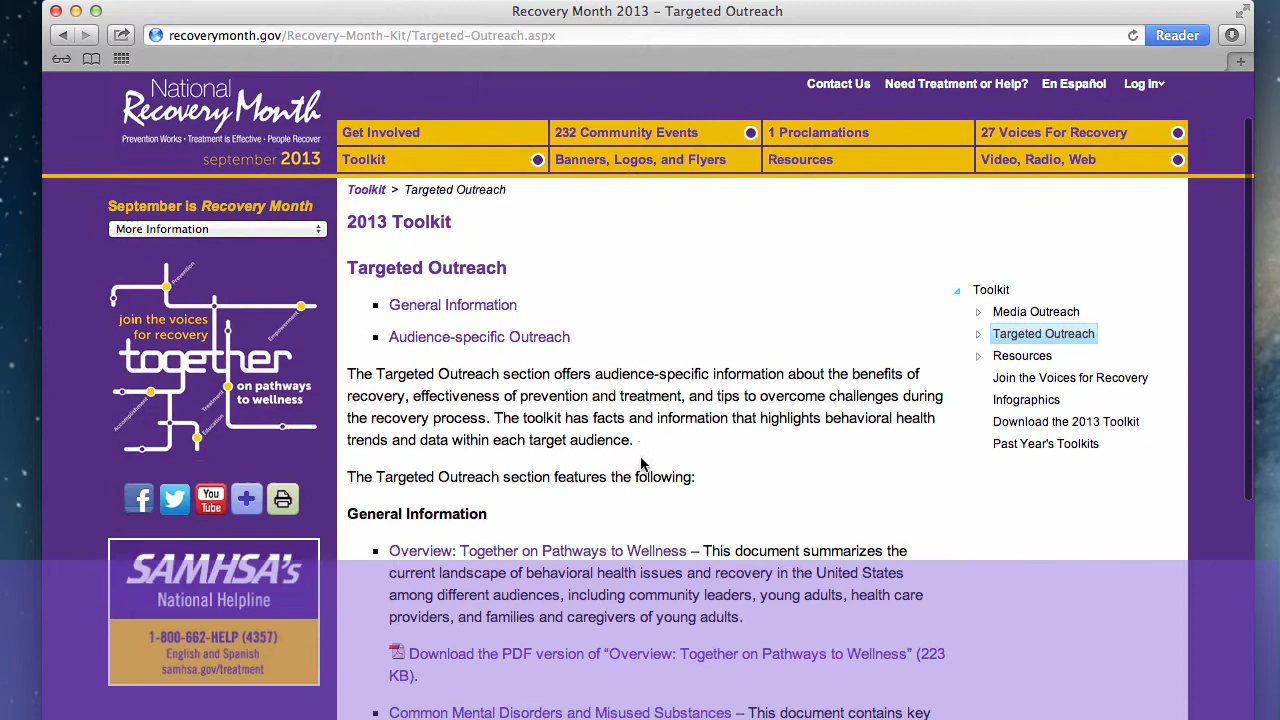 Recovery Month 2013 – Targeted Outreach
recoverymonth.gov/Recovery-Month-Kit/Targeted-Outreach.aspx
Reader
Contact Us
Need Treatment or Help?
En Español
Log In
National
Recovery Month
Prevention Works • Treatment is Effective • People Recover
september 2013
Get Involved
232 Community Events
1 Proclamations
27 Voices For Recovery
Toolkit
Banners, Logos, and Flyers
Resources
Video, Radio, Web
September is Recovery Month
More Information
Prevention
Empowerment
join the voices
for recovery
together
on pathways
to wellness
Accomplishment
Treatment
Education
You
Tube
SAMHSA's
National Helpline
1-800-662-HELP (4357)
English and Spanish
samhsa.gov/treatment
Toolkit > Targeted Outreach
2013 Toolkit
Targeted Outreach
General Information
Audience-specific Outreach
The Targeted Outreach section offers audience-specific information about the benefits of
recovery, effectiveness of prevention and treatment, and tips to overcome challenges during
the recovery process. The toolkit has facts and information that highlights behavioral health
trends and data within each target audience.
The Targeted Outreach section features the following:
General Information
Overview: Together on Pathways to Wellness – This document summarizes the
current landscape of behavioral health issues and recovery in the United States
among different audiences, including community leaders, young adults, health care
providers, and families and caregivers of young adults.
Download the PDF version of “Overview: Together on Pathways to Wellness” (223
KB).
Common Mental Disorders and Misused Substances – This document contains key
Toolkit
Media Outreach
Targeted Outreach
Resources
Join the Voices for Recovery
Infographics
Download the 2013 Toolkit
Past Year's Toolkits